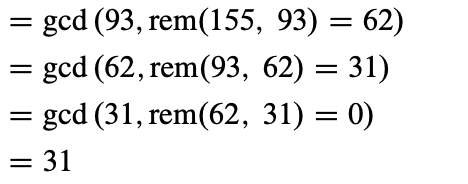 = gcd (93, rem(155, 93) = 62)
= gcd (62, rem(93, 62) = 31)
= gcd (31, rem(62, 31) = 0)
= 31